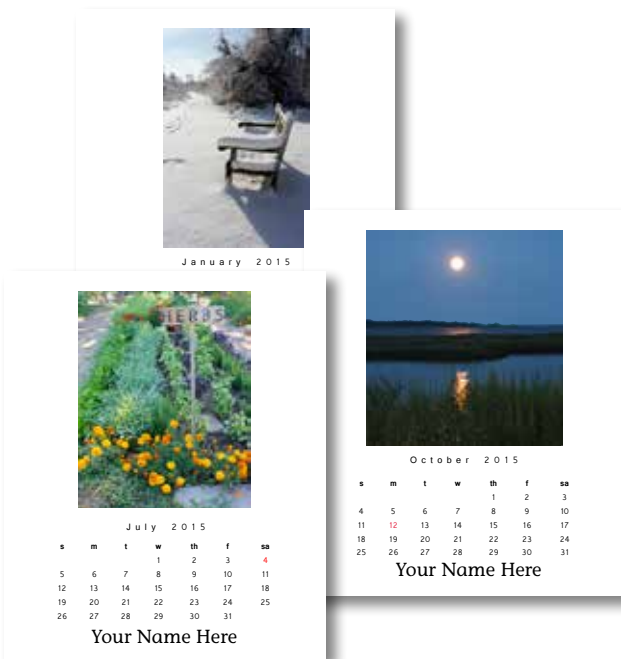 January 2015
HERBS
July 2015
s m t w th f sa
1 2 3 4
5 6 7 8 9 10 11
12 13 14 15 16 17 18
19 20 21 22 23 24 25
26 27 28 29 30 31
Your Name Here
October 2015
s m t w th f sa
1 2 3
4 5 6 7 8 9 10
11 12 13 14 15 16 17
18 19 20 21 22 23 24
25 26 27 28 29 30 31
Your Name Here